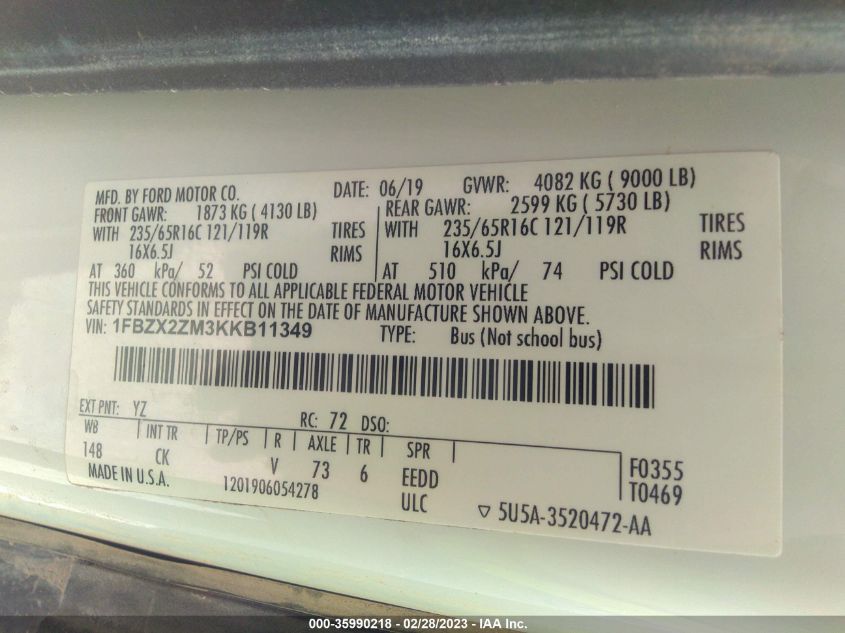 MFD. BY FORD MOTOR CO. DATE: 06/19 GVWR: 4082 KG ( 9000 LB)
FRONT GAWR: 1873 KG ( 4130 LB) REAR GAWR: 2599 KG ( 5730 LB)
WITH 235/65R16C 121/119R TIRES WITH 235/65R16C 121/119R TIRES
16X6.5J RIMS 16X6.5J RIMS
AT 360 kPa/ 52 PSI COLD AT 510 kPa/ 74 PSI COLD
THIS VEHICLE CONFORMS TO ALL APPLICABLE FEDERAL MOTOR VEHICLE
SAFETY STANDARDS IN EFFECT ON THE DATE OF MANUFACTURE SHOWN ABOVE.
VIN: 1FBZX2ZM3KKB11349 TYPE: Bus (Not school bus)
EXT PNT: YZ RC: 72 DSO:
WB INT TR TP/PS R AXLE TR SPR
148 CK V 73 6 EEDD F0355
MADE IN U.S.A. 1201906054278 ULC T0469
5U5A-3520472-AA
000-35990218 - 02/28/2023 - IAA Inc.